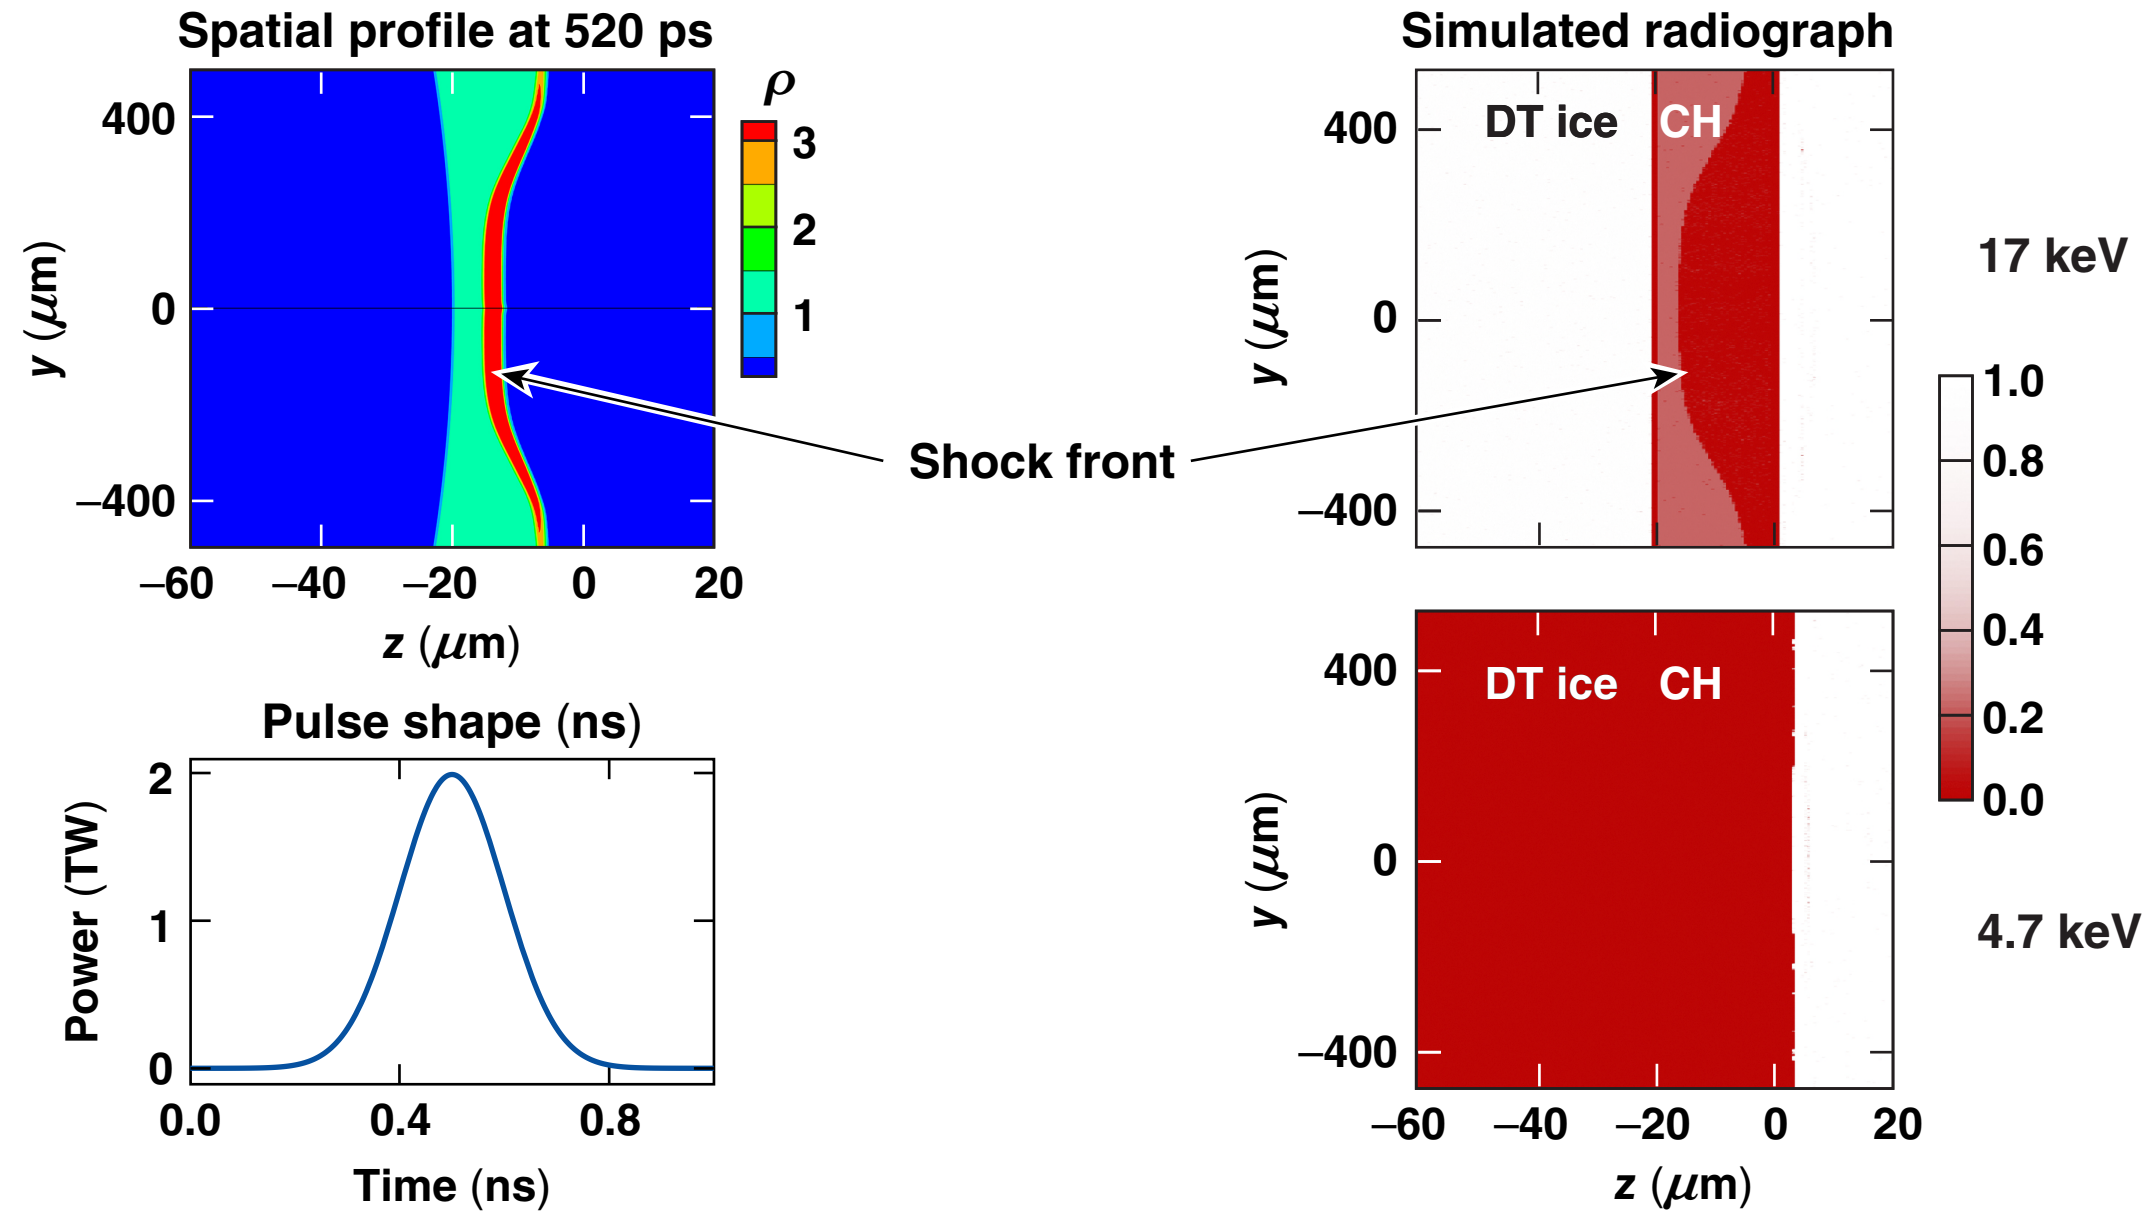 Spatial profile at 520 ps
ρ
3
2
1
400
0
−400
y (μm)
−60 −40 −20 0 20
z (μm)
Pulse shape (ns)
2
1
0
Power (TW)
0.0 0.4 0.8
Time (ns)
Shock front
Simulated radiograph
DT ice CH
400
0
−400
y (μm)
17 keV
1.0
0.8
0.6
0.4
0.2
0.0
DT ice CH
400
0
−400
y (μm)
4.7 keV
−60 −40 −20 0 20
z (μm)